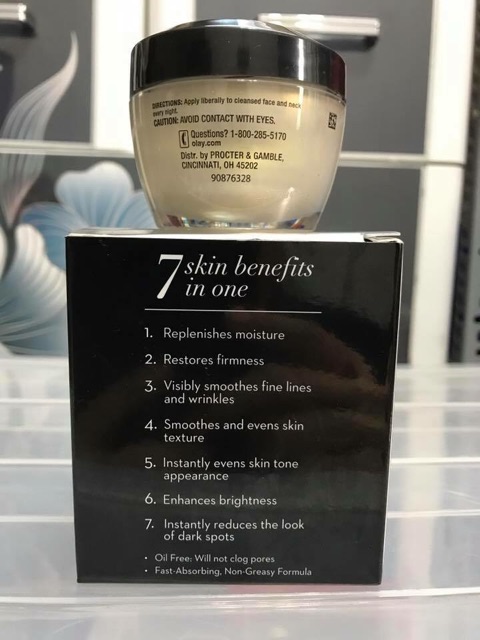 DIRECTIONS: Apply liberally to cleansed face and neck
every night.
CAUTION: AVOID CONTACT WITH EYES.
Questions? 1-800-285-5170
olay.com
Distr. by PROCTER & GAMBLE,
CINCINNATI, OH 45202
90876328
7 skin benefits
in one
1. Replenishes moisture
2. Restores firmness
3. Visibly smoothes fine lines
and wrinkles
4. Smoothes and evens skin
texture
5. Instantly evens skin tone
appearance
6. Enhances brightness
7. Instantly reduces the look
of dark spots
• Oil Free: Will not clog pores
• Fast-Absorbing, Non-Greasy Formula